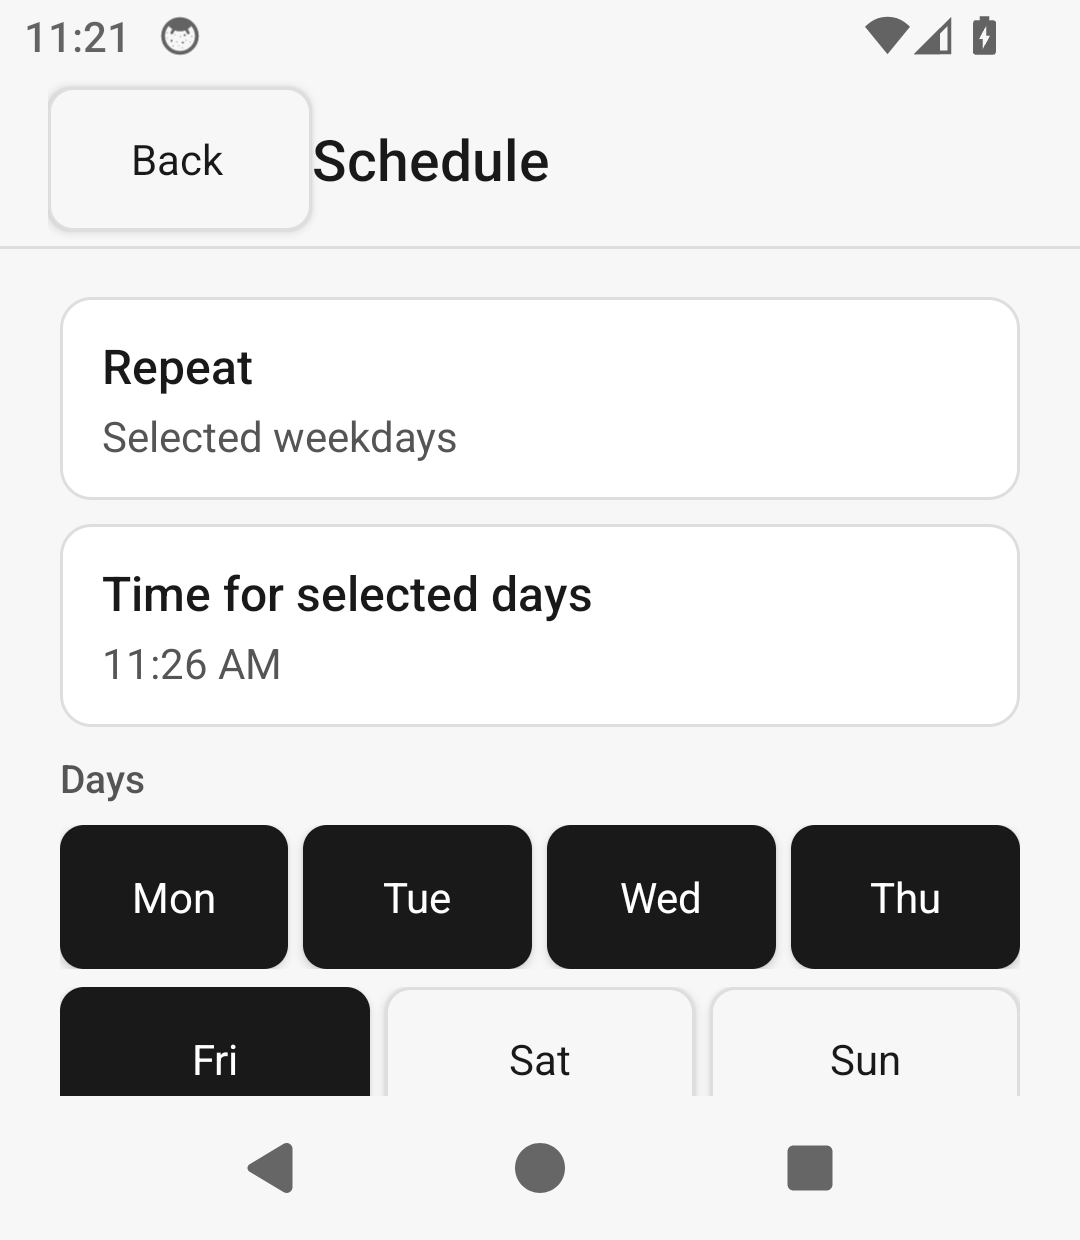 11:21
Back
Schedule
Repeat
Selected weekdays
Time for selected days
11:26 AM
Days
Mon
Tue
Wed
Thu
Fri
Sat
Sun